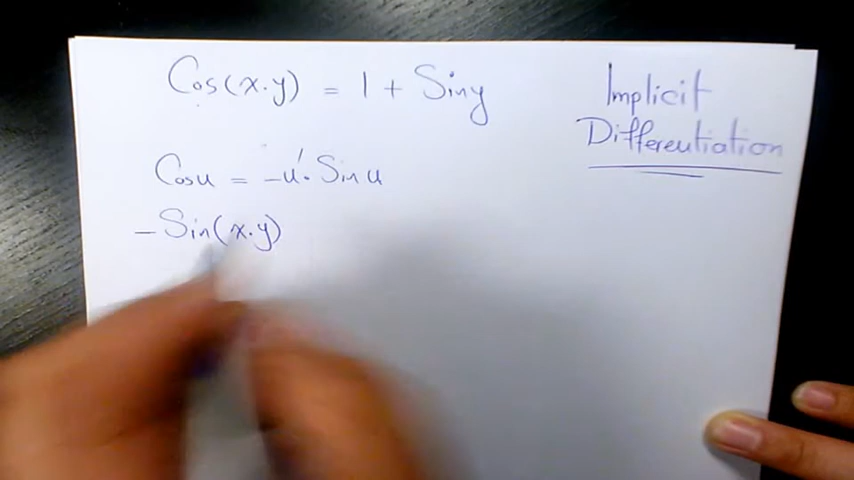 Cos(x.y) = 1 + Siny
Implicit
Differentiation
Cosu = -u'. Sinu
-Sin(x.y)